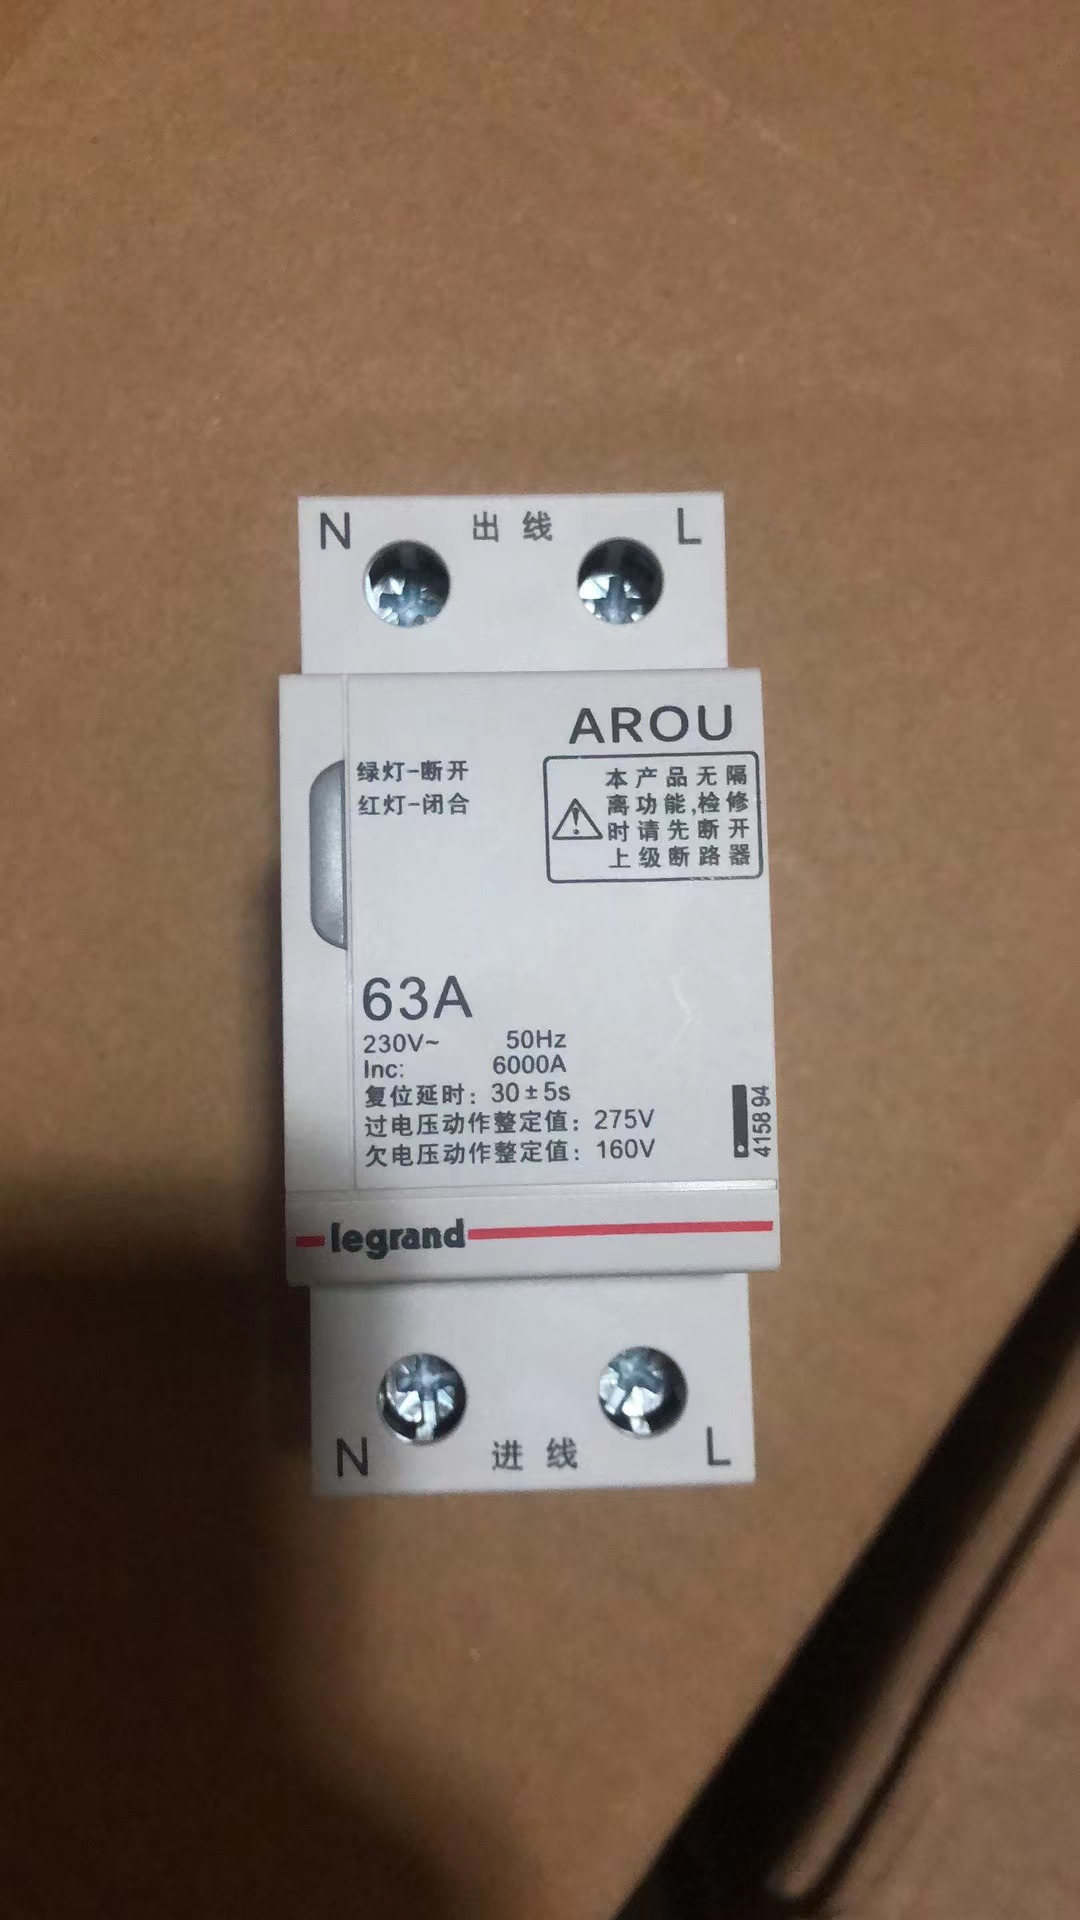 N 出线 L
AROU
绿灯-断开
红灯-闭合
本产品无隔
离功能,检修
时请先断开
上级断路器
63A
230V~ 50Hz
Inc: 6000A
复位延时: 30±5s
过电压动作整定值: 275V
欠电压动作整定值: 160V
4158 94
legrand
N 进线 L